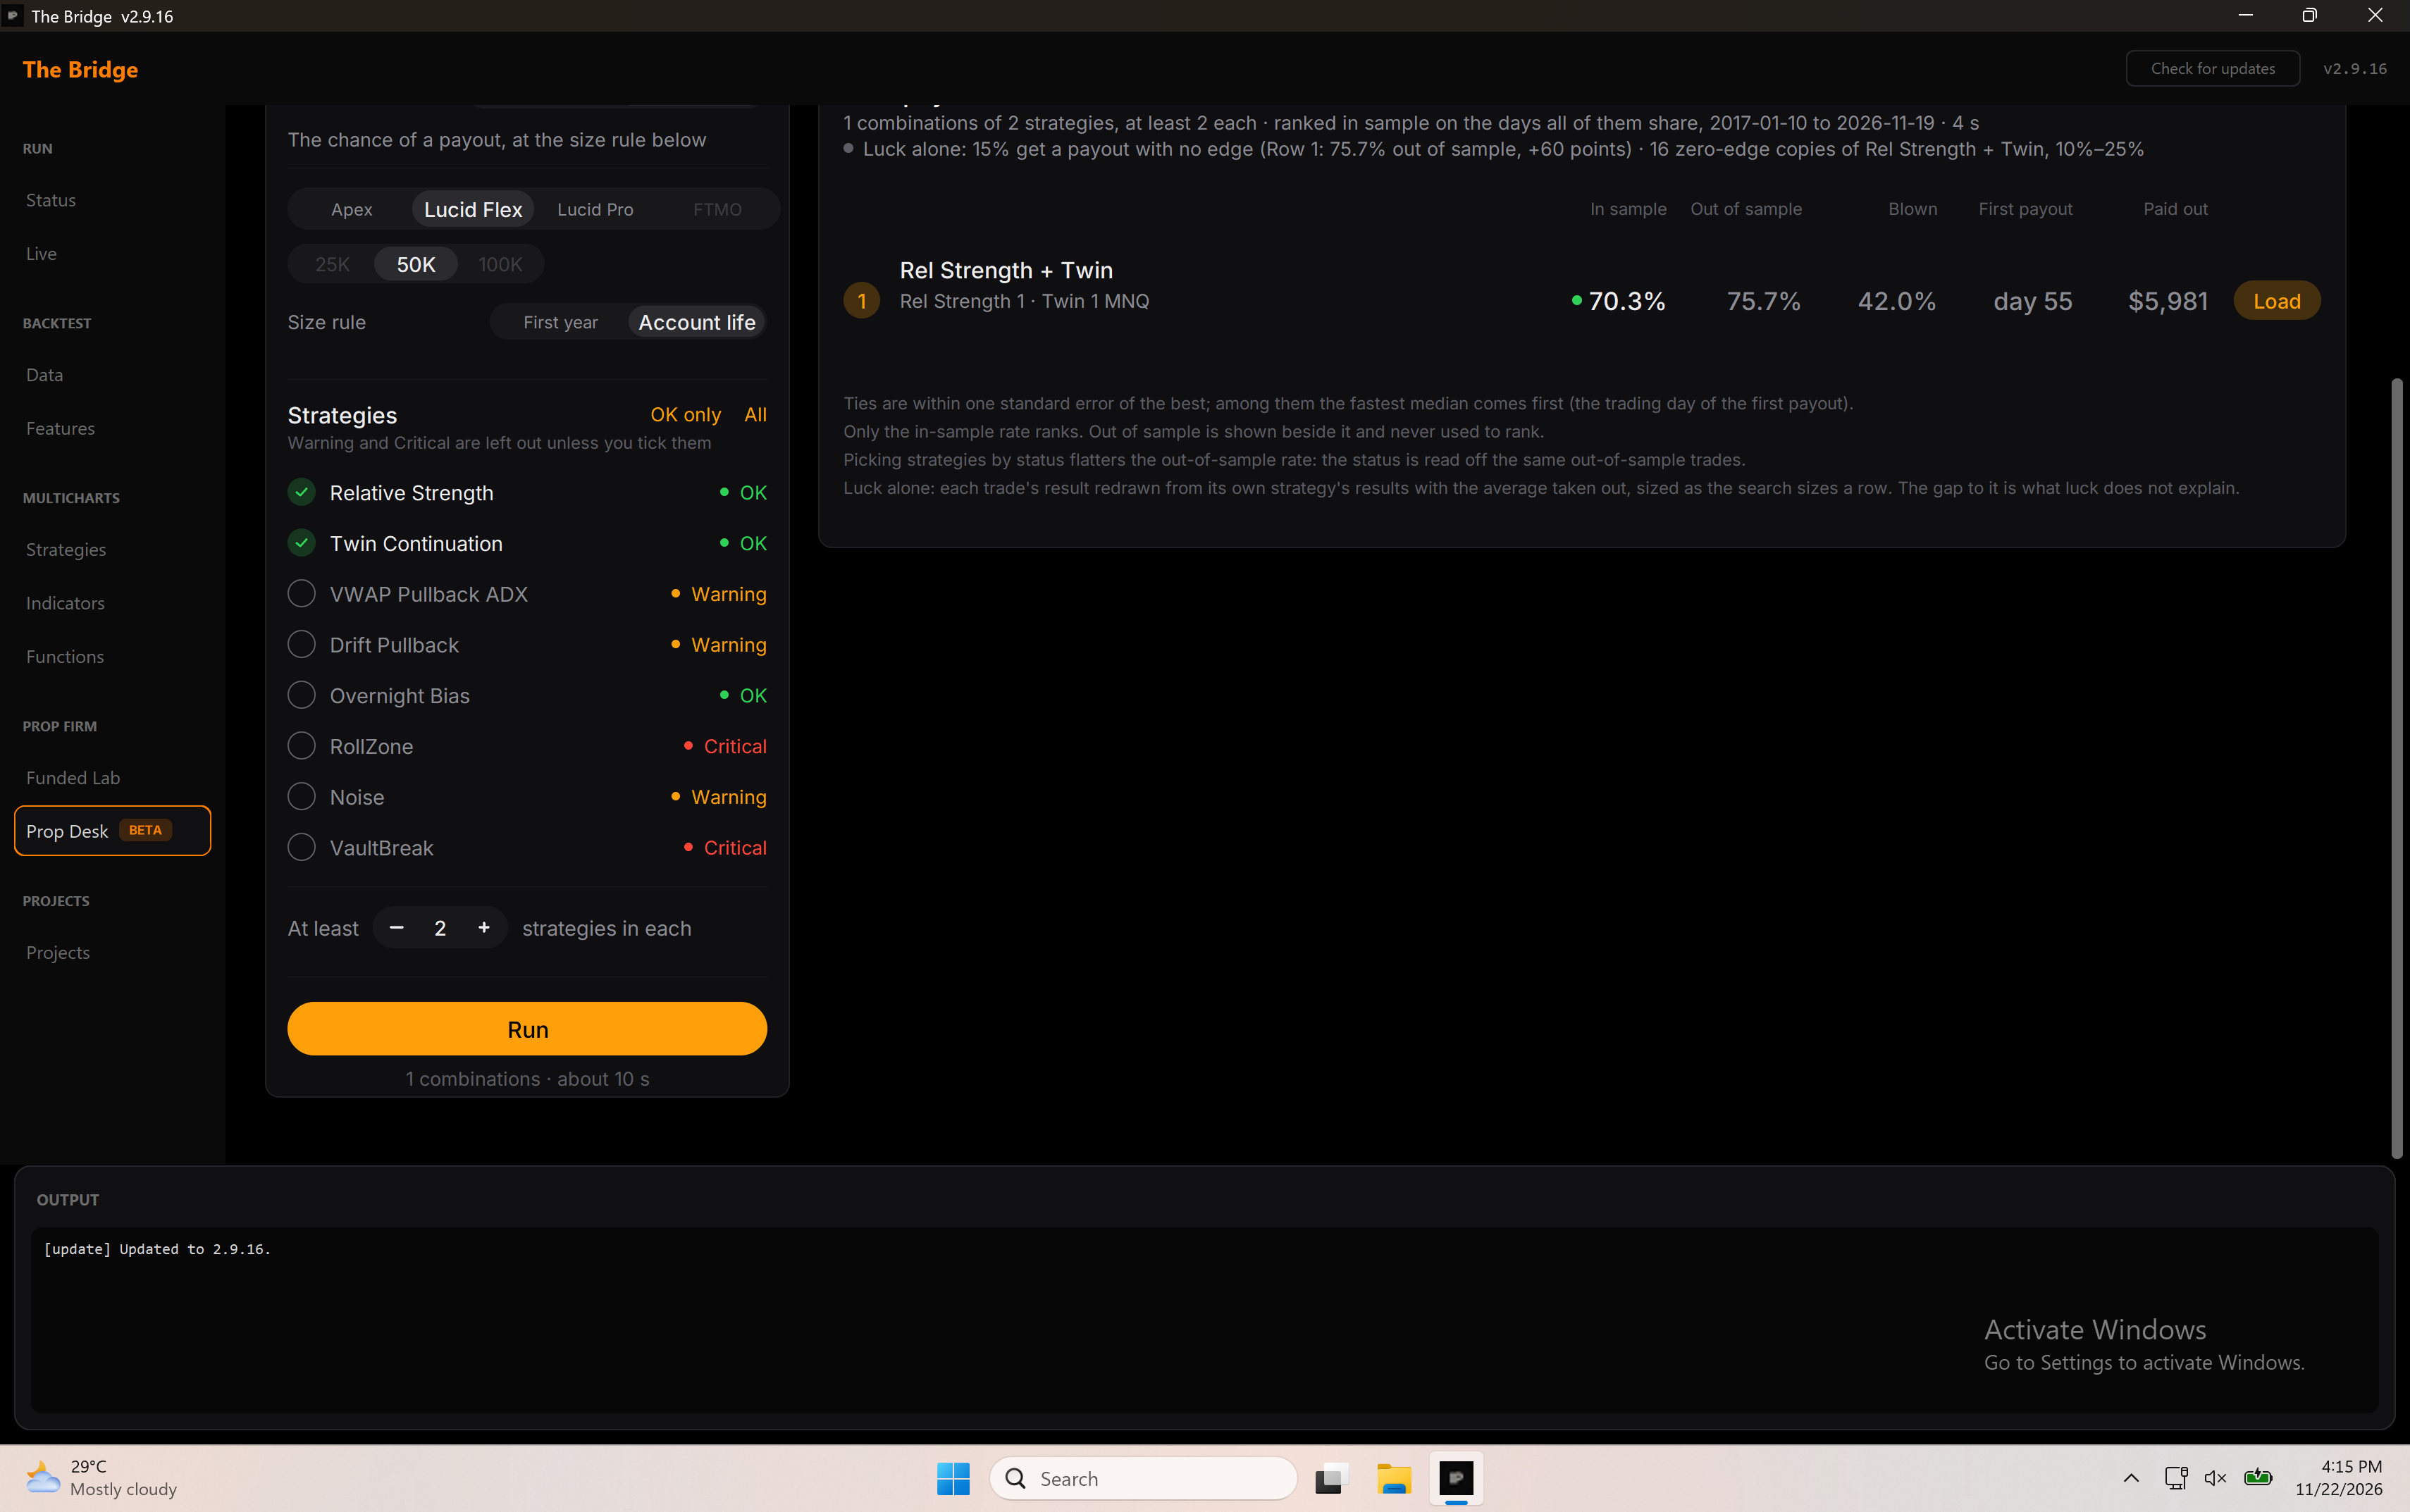 The Bridge v2.9.16
The Bridge
Check for updates
v2.9.16
RUN
Status
Live
BACKTEST
Data
Features
MULTICHARTS
Strategies
Indicators
Functions
PROP FIRM
Funded Lab
Prop Desk BETA
PROJECTS
Projects
The chance of a payout, at the size rule below
Apex Lucid Flex Lucid Pro FTMO
25K 50K 100K
Size rule First year Account life
Strategies OK only All
Warning and Critical are left out unless you tick them
Relative Strength OK
Twin Continuation OK
VWAP Pullback ADX Warning
Drift Pullback Warning
Overnight Bias OK
RollZone Critical
Noise Warning
VaultBreak Critical
At least − 2 + strategies in each
Run
1 combinations · about 10 s
1 combinations of 2 strategies, at least 2 each · ranked in sample on the days all of them share, 2017-01-10 to 2026-11-19 · 4 s
Luck alone: 15% get a payout with no edge (Row 1: 75.7% out of sample, +60 points) · 16 zero-edge copies of Rel Strength + Twin, 10%–25%
In sample Out of sample Blown First payout Paid out
Rel Strength + Twin
1 Rel Strength 1 · Twin 1 MNQ 70.3% 75.7% 42.0% day 55 $5,981 Load
Ties are within one standard error of the best; among them the fastest median comes first (the trading day of the first payout).
Only the in-sample rate ranks. Out of sample is shown beside it and never used to rank.
Picking strategies by status flatters the out-of-sample rate: the status is read off the same out-of-sample trades.
Luck alone: each trade's result redrawn from its own strategy's results with the average taken out, sized as the search sizes a row. The gap to it is what luck does not explain.
OUTPUT
[update] Updated to 2.9.16.
Activate Windows
Go to Settings to activate Windows.
29°C
Mostly cloudy
Search
4:15 PM
11/22/2026